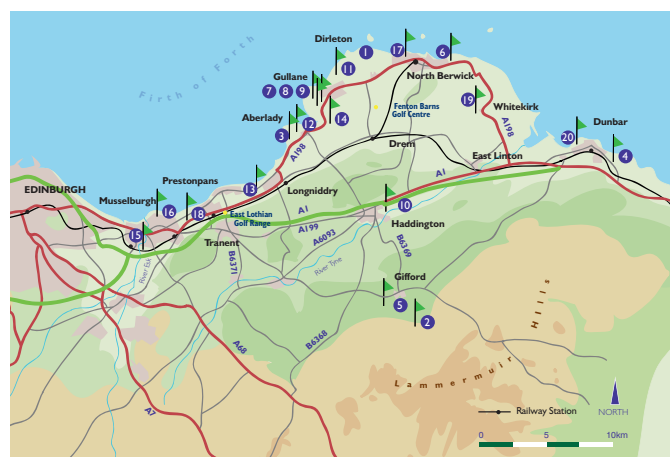 Dirleton
1
17
6
11
North Berwick
Gullane
7 8 9
Fenton Barns
Golf Centre
19
Whitekirk
Aberlady
12
14
3
A198
A198
Dunbar
20
4
Drem
East Linton
Firth of Forth
EDINBURGH
Prestonpans
13
Longniddry
A1
Musselburgh
16
18
East Lothian
Golf Range
A1
10
A199
Haddington
15
Tranent
A6093
B6369
River Esk
B6371
River Tyne
Gifford
5
2
Lammermuir Hills
A68
B6368
A7
Railway Station
NORTH
0 5 10km